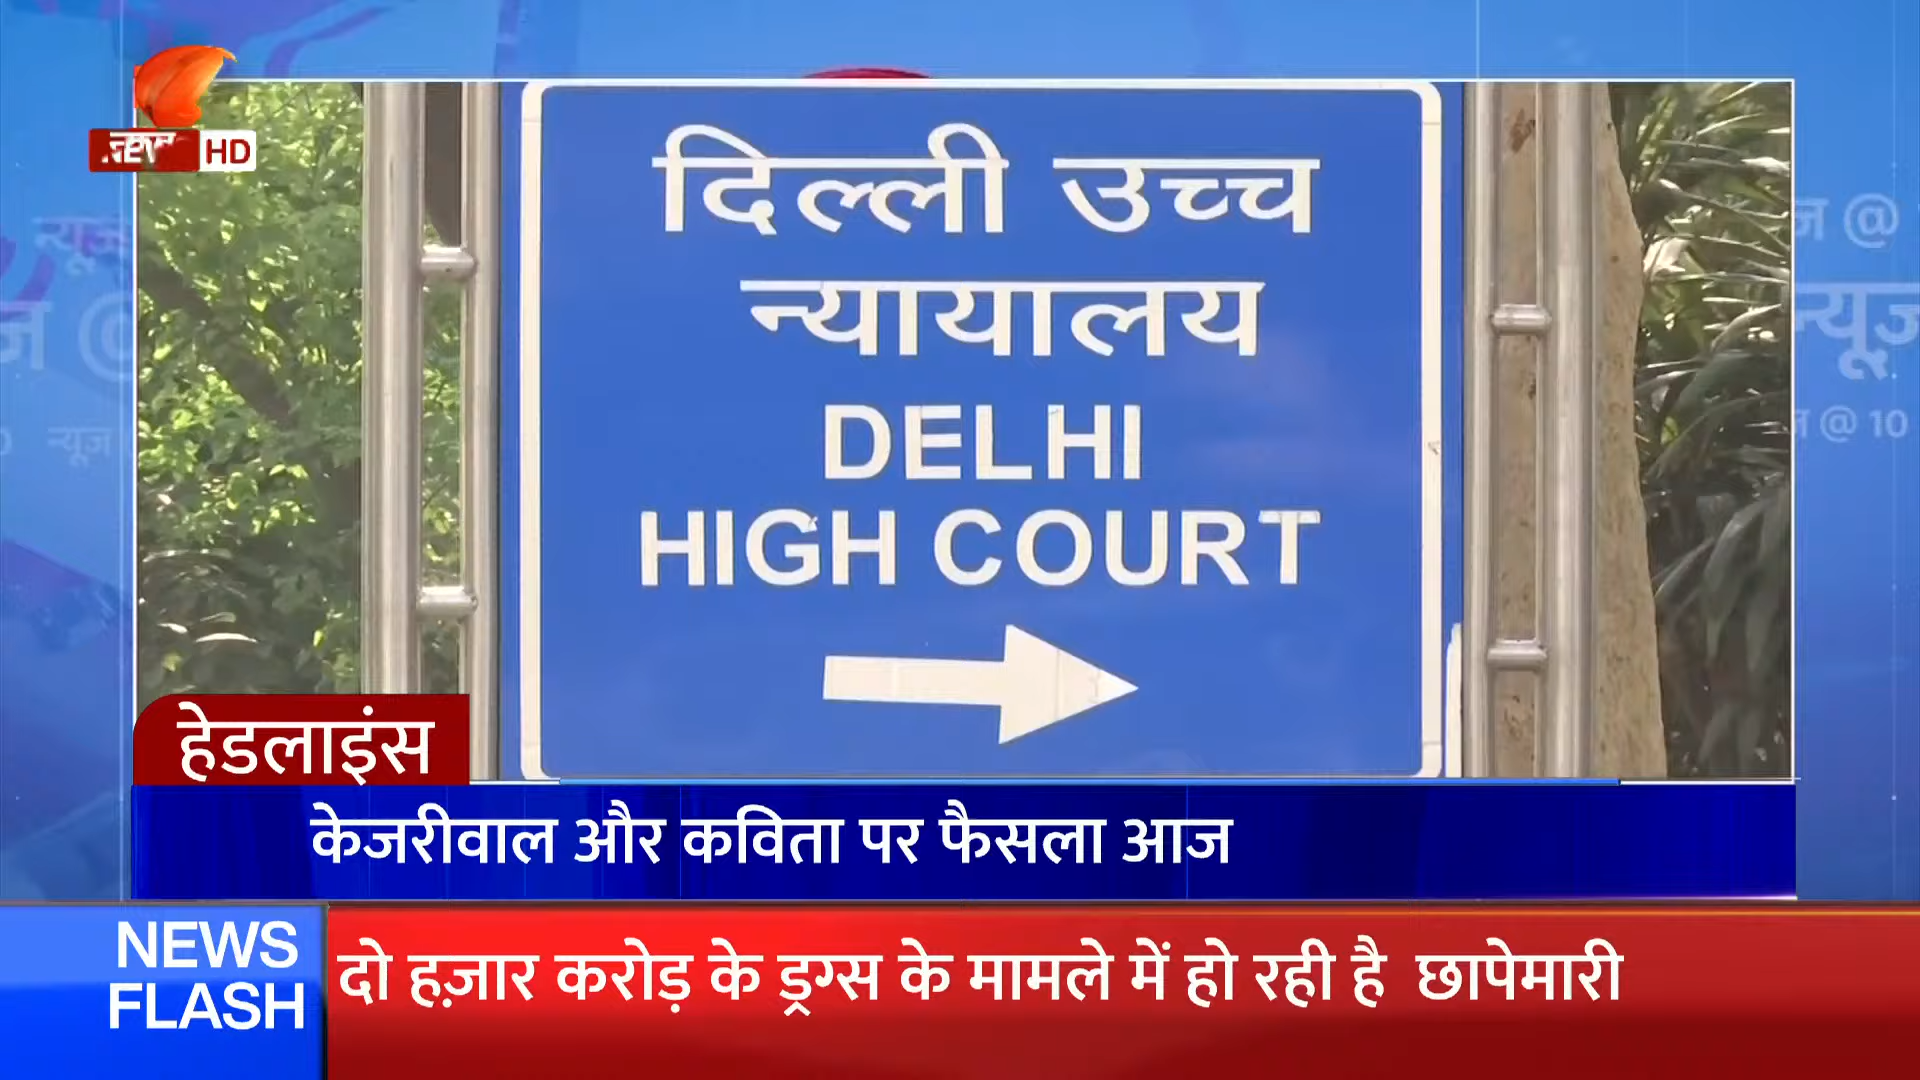 HD
दिल्ली उच्च
न्यायालय
DELHI
HIGH COURT
हेडलाइंस
केजरीवाल और कविता पर फैसला आज
NEWS
FLASH
दो हज़ार करोड़ के ड्रग्स के मामले में हो रही है छापेमारी
न्यूज़
ज @
न्यूज
@ 10